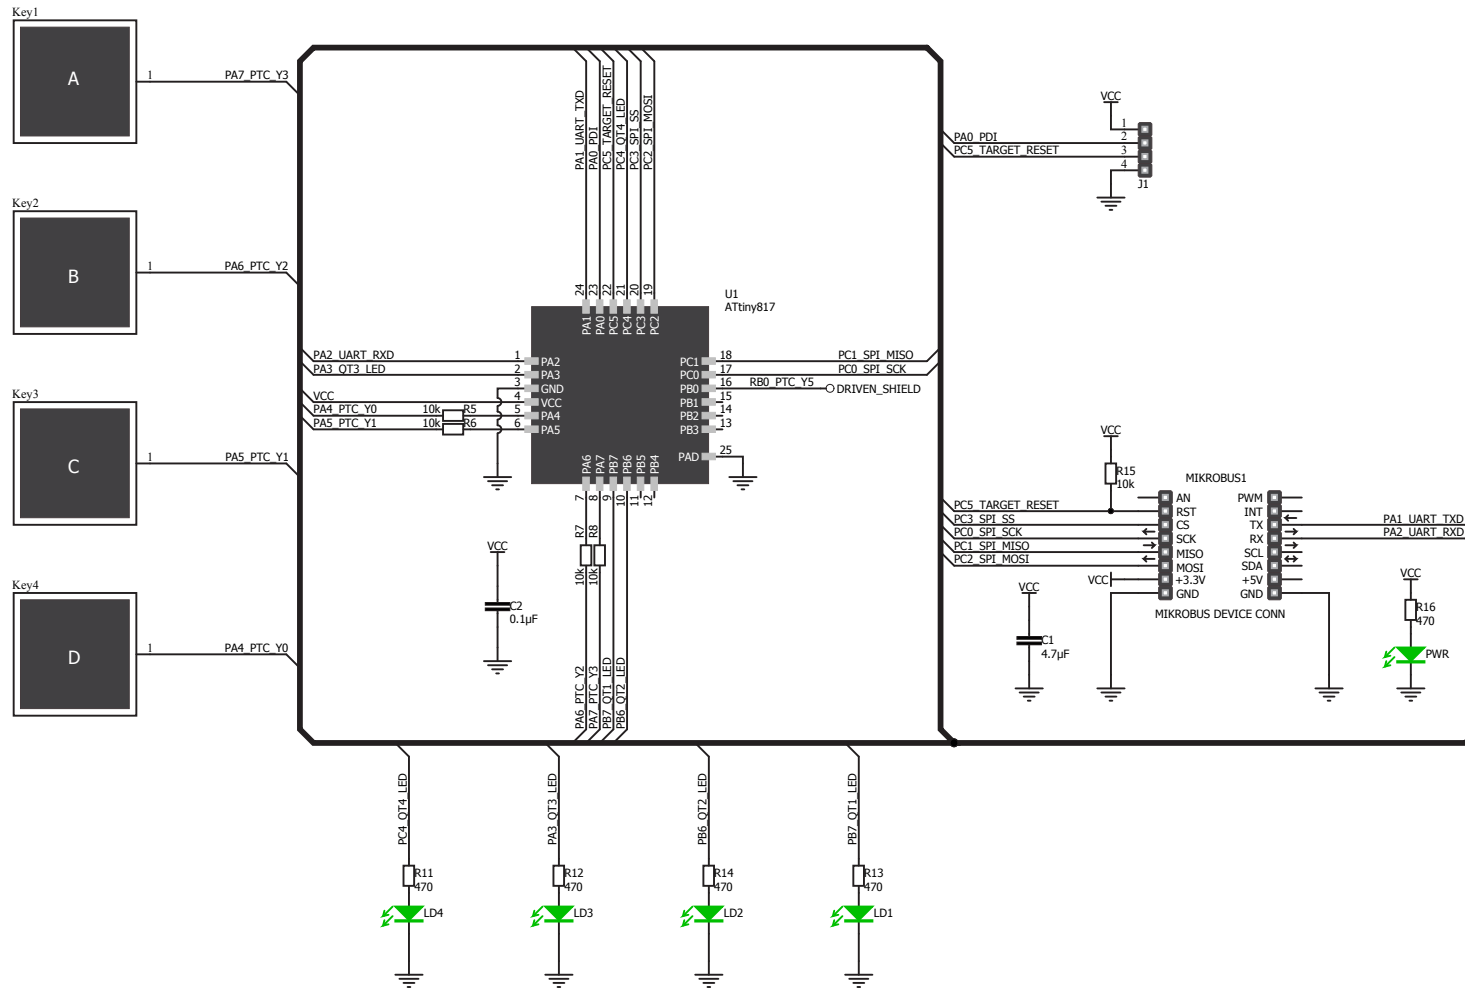 Key1
A
1
PA7_PTC_Y3
Key2
B
1
PA6_PTC_Y2
Key3
C
1
PA5_PTC_Y1
Key4
D
1
PA4_PTC_Y0
PA1_UART_TXD
PA0_PDI
PC5_TARGET_RESET
PC4_QT4_LED
PC3_SPI_SS
PC2_SPI_MOSI
24 23 22 21 20 19
PA1 PA0 PC5 PC4 PC3 PC2
U1
ATtiny817
PA2_UART_RXD 1 PA2
PA3_QT3_LED 2 PA3
3 GND
VCC 4 VCC
PA4_PTC_Y0 10k R5 5 PA4
PA5_PTC_Y1 10k R6 6 PA5
PC1 18 PC1_SPI_MISO
PC0 17 PC0_SPI_SCK
PB0 16 RB0_PTC_Y5 DRIVEN_SHIELD
PB1 15
PB2 14
PB3 13
PAD 25
PA6 PA7 PB7 PB6 PB5 PB4
7 8 9 10 11 12
R7 R8
10k 10k
PA6_PTC_Y2
PA7_PTC_Y3
PB7_QT1_LED
PB6_QT2_LED
VCC
C2
0.1µF
VCC
1
PA0_PDI 2
PC5_TARGET_RESET 3
4
J1
VCC
R15
10k
MIKROBUS1
PC5_TARGET_RESET
PC3_SPI_SS
PC0_SPI_SCK
PC1_SPI_MISO
PC2_SPI_MOSI
VCC
AN PWM
RST INT
CS TX
SCK RX
MISO SCL
MOSI SDA
+3.3V +5V
GND GND
MIKROBUS DEVICE CONN
PA1_UART_TXD
PA2_UART_RXD
VCC
C1
4.7µF
VCC
R16
470
PWR
PC4_QT4_LED
R11
470
LD4
PA3_QT3_LED
R12
470
LD3
PB6_QT2_LED
R14
470
LD2
PB7_QT1_LED
R13
470
LD1